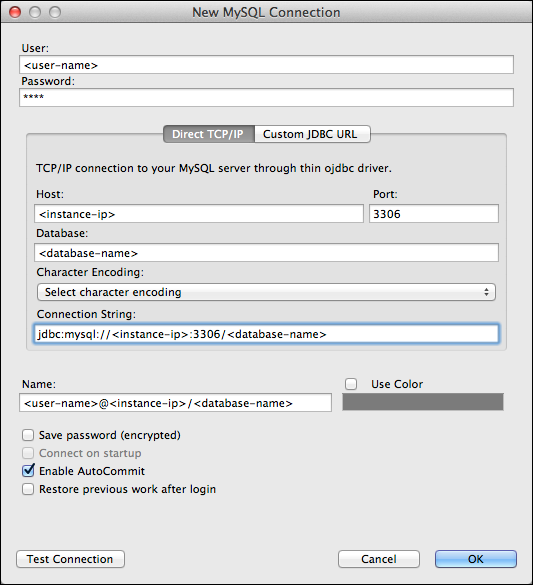 New MySQL Connection
User:
<user-name>
Password:
****
Direct TCP/IP
Custom JDBC URL
TCP/IP connection to your MySQL server through thin ojdbc driver.
Host:
Port:
<instance-ip>
3306
Database:
<database-name>
Character Encoding:
Select character encoding
Connection String:
jdbc:mysql://<instance-ip>:3306/<database-name>
Name:
Use Color
<user-name>@<instance-ip>/<database-name>
Save password (encrypted)
Connect on startup
Enable AutoCommit
Restore previous work after login
Test Connection
Cancel
OK